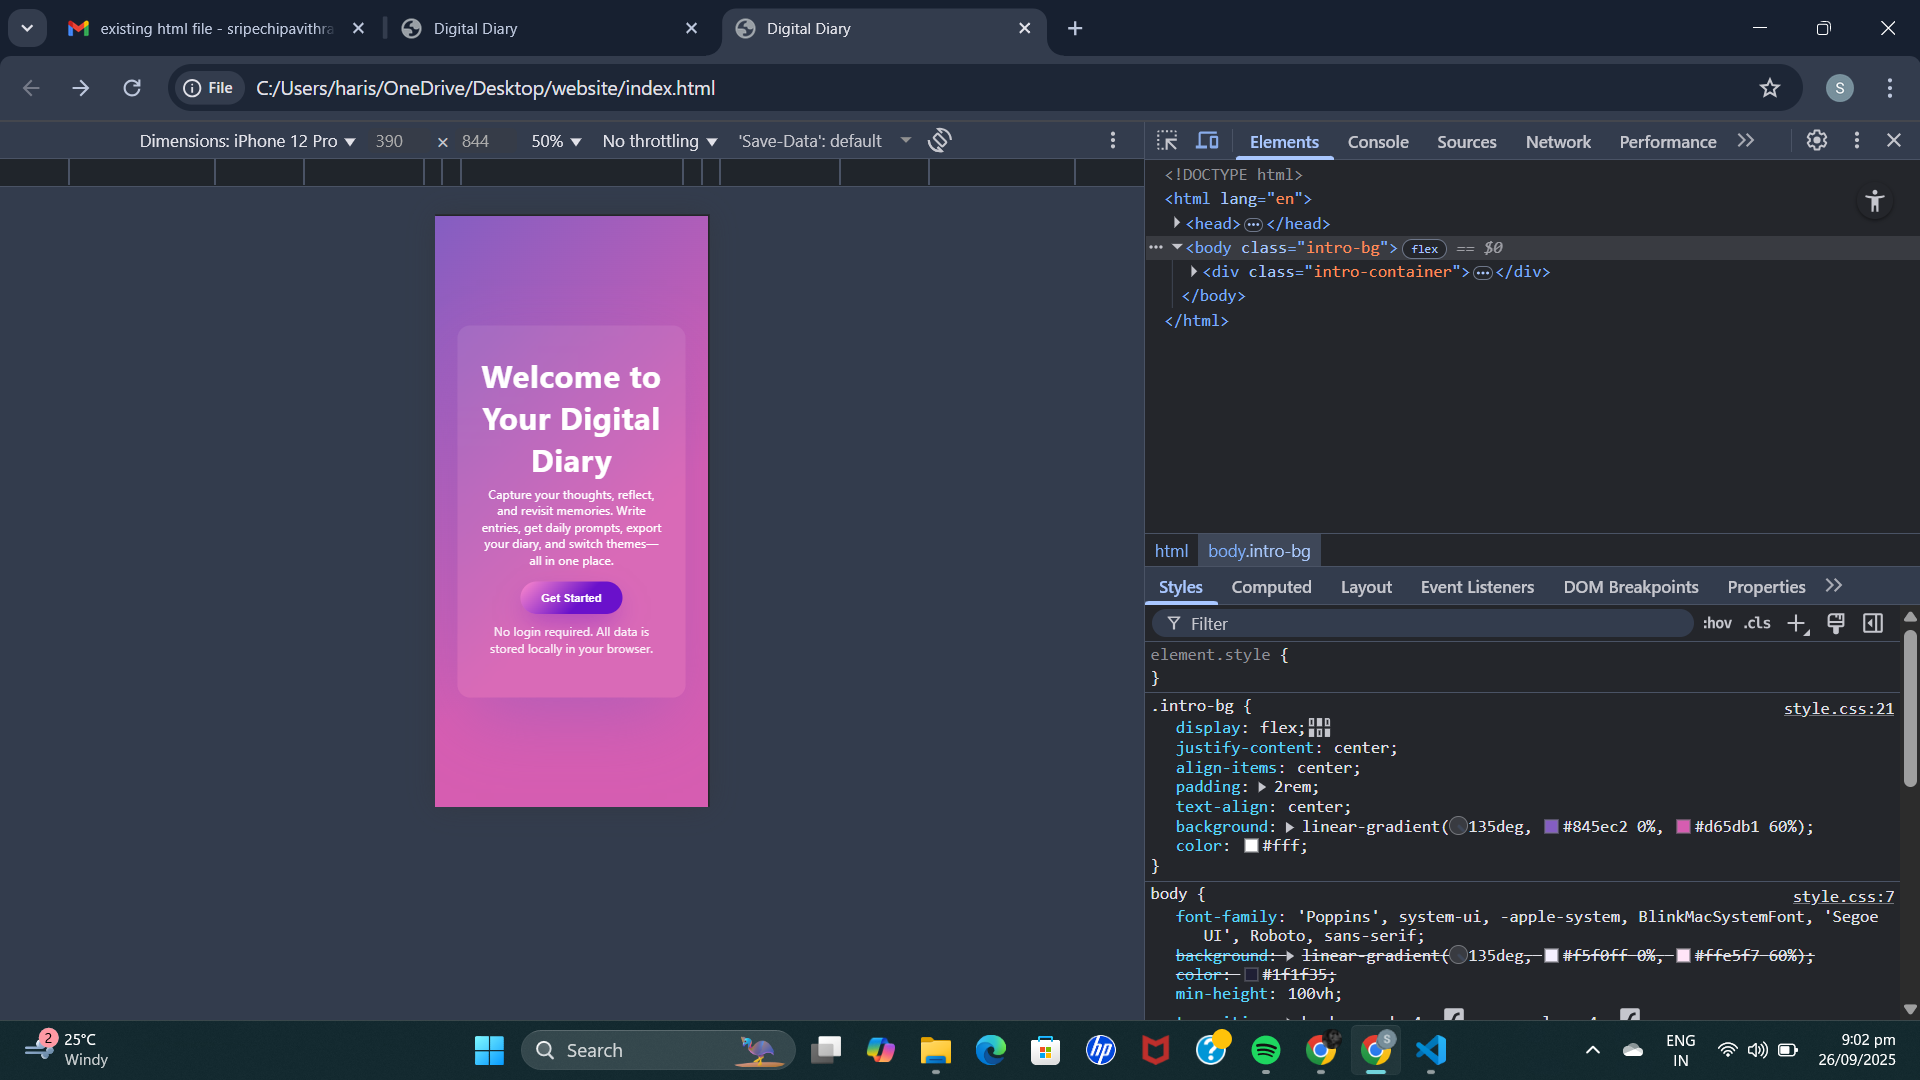 existing html file - sripechipavithra
Digital Diary
Digital Diary
File
C:/Users/haris/OneDrive/Desktop/website/index.html
S
Dimensions: iPhone 12 Pro
390
×
844
50%
No throttling
'Save-Data': default
Elements
Console
Sources
Network
Performance
<!DOCTYPE html>
<html lang="en">
<head>…</head>
<body class="intro-bg"> flex == $0
<div class="intro-container">…</div>
</body>
</html>
Welcome to
Your Digital
Diary
Capture your thoughts, reflect,
and revisit memories. Write
entries, get daily prompts, export
your diary, and switch themes—
all in one place.
Get Started
No login required. All data is
stored locally in your browser.
html
body.intro-bg
Styles
Computed
Layout
Event Listeners
DOM Breakpoints
Properties
Filter
:hov
.cls
element.style {
}
.intro-bg {
style.css:21
display: flex;
justify-content: center;
align-items: center;
padding: 2rem;
text-align: center;
background: linear-gradient(135deg, #845ec2 0%, #d65db1 60%);
color: #fff;
}
body {
style.css:7
font-family: 'Poppins', system-ui, -apple-system, BlinkMacSystemFont, 'Segoe
UI', Roboto, sans-serif;
background: linear-gradient(135deg, #f5f0ff 0%, #ffe5f7 60%);
color: #1f1f35;
min-height: 100vh;
2
25°C
Windy
Search
hp
S
ENG
IN
9:02 pm
26/09/2025